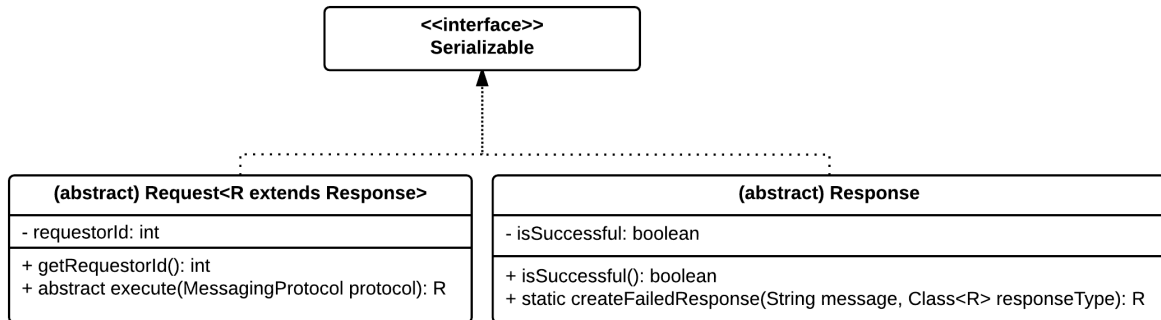 <<interface>>
Serializable
(abstract) Request<R extends Response>
- requestorId: int
+ getRequestorId(): int
+ abstract execute(MessagingProtocol protocol): R
(abstract) Response
- isSuccessful: boolean
+ isSuccessful(): boolean
+ static createFailedResponse(String message, Class<R> responseType): R